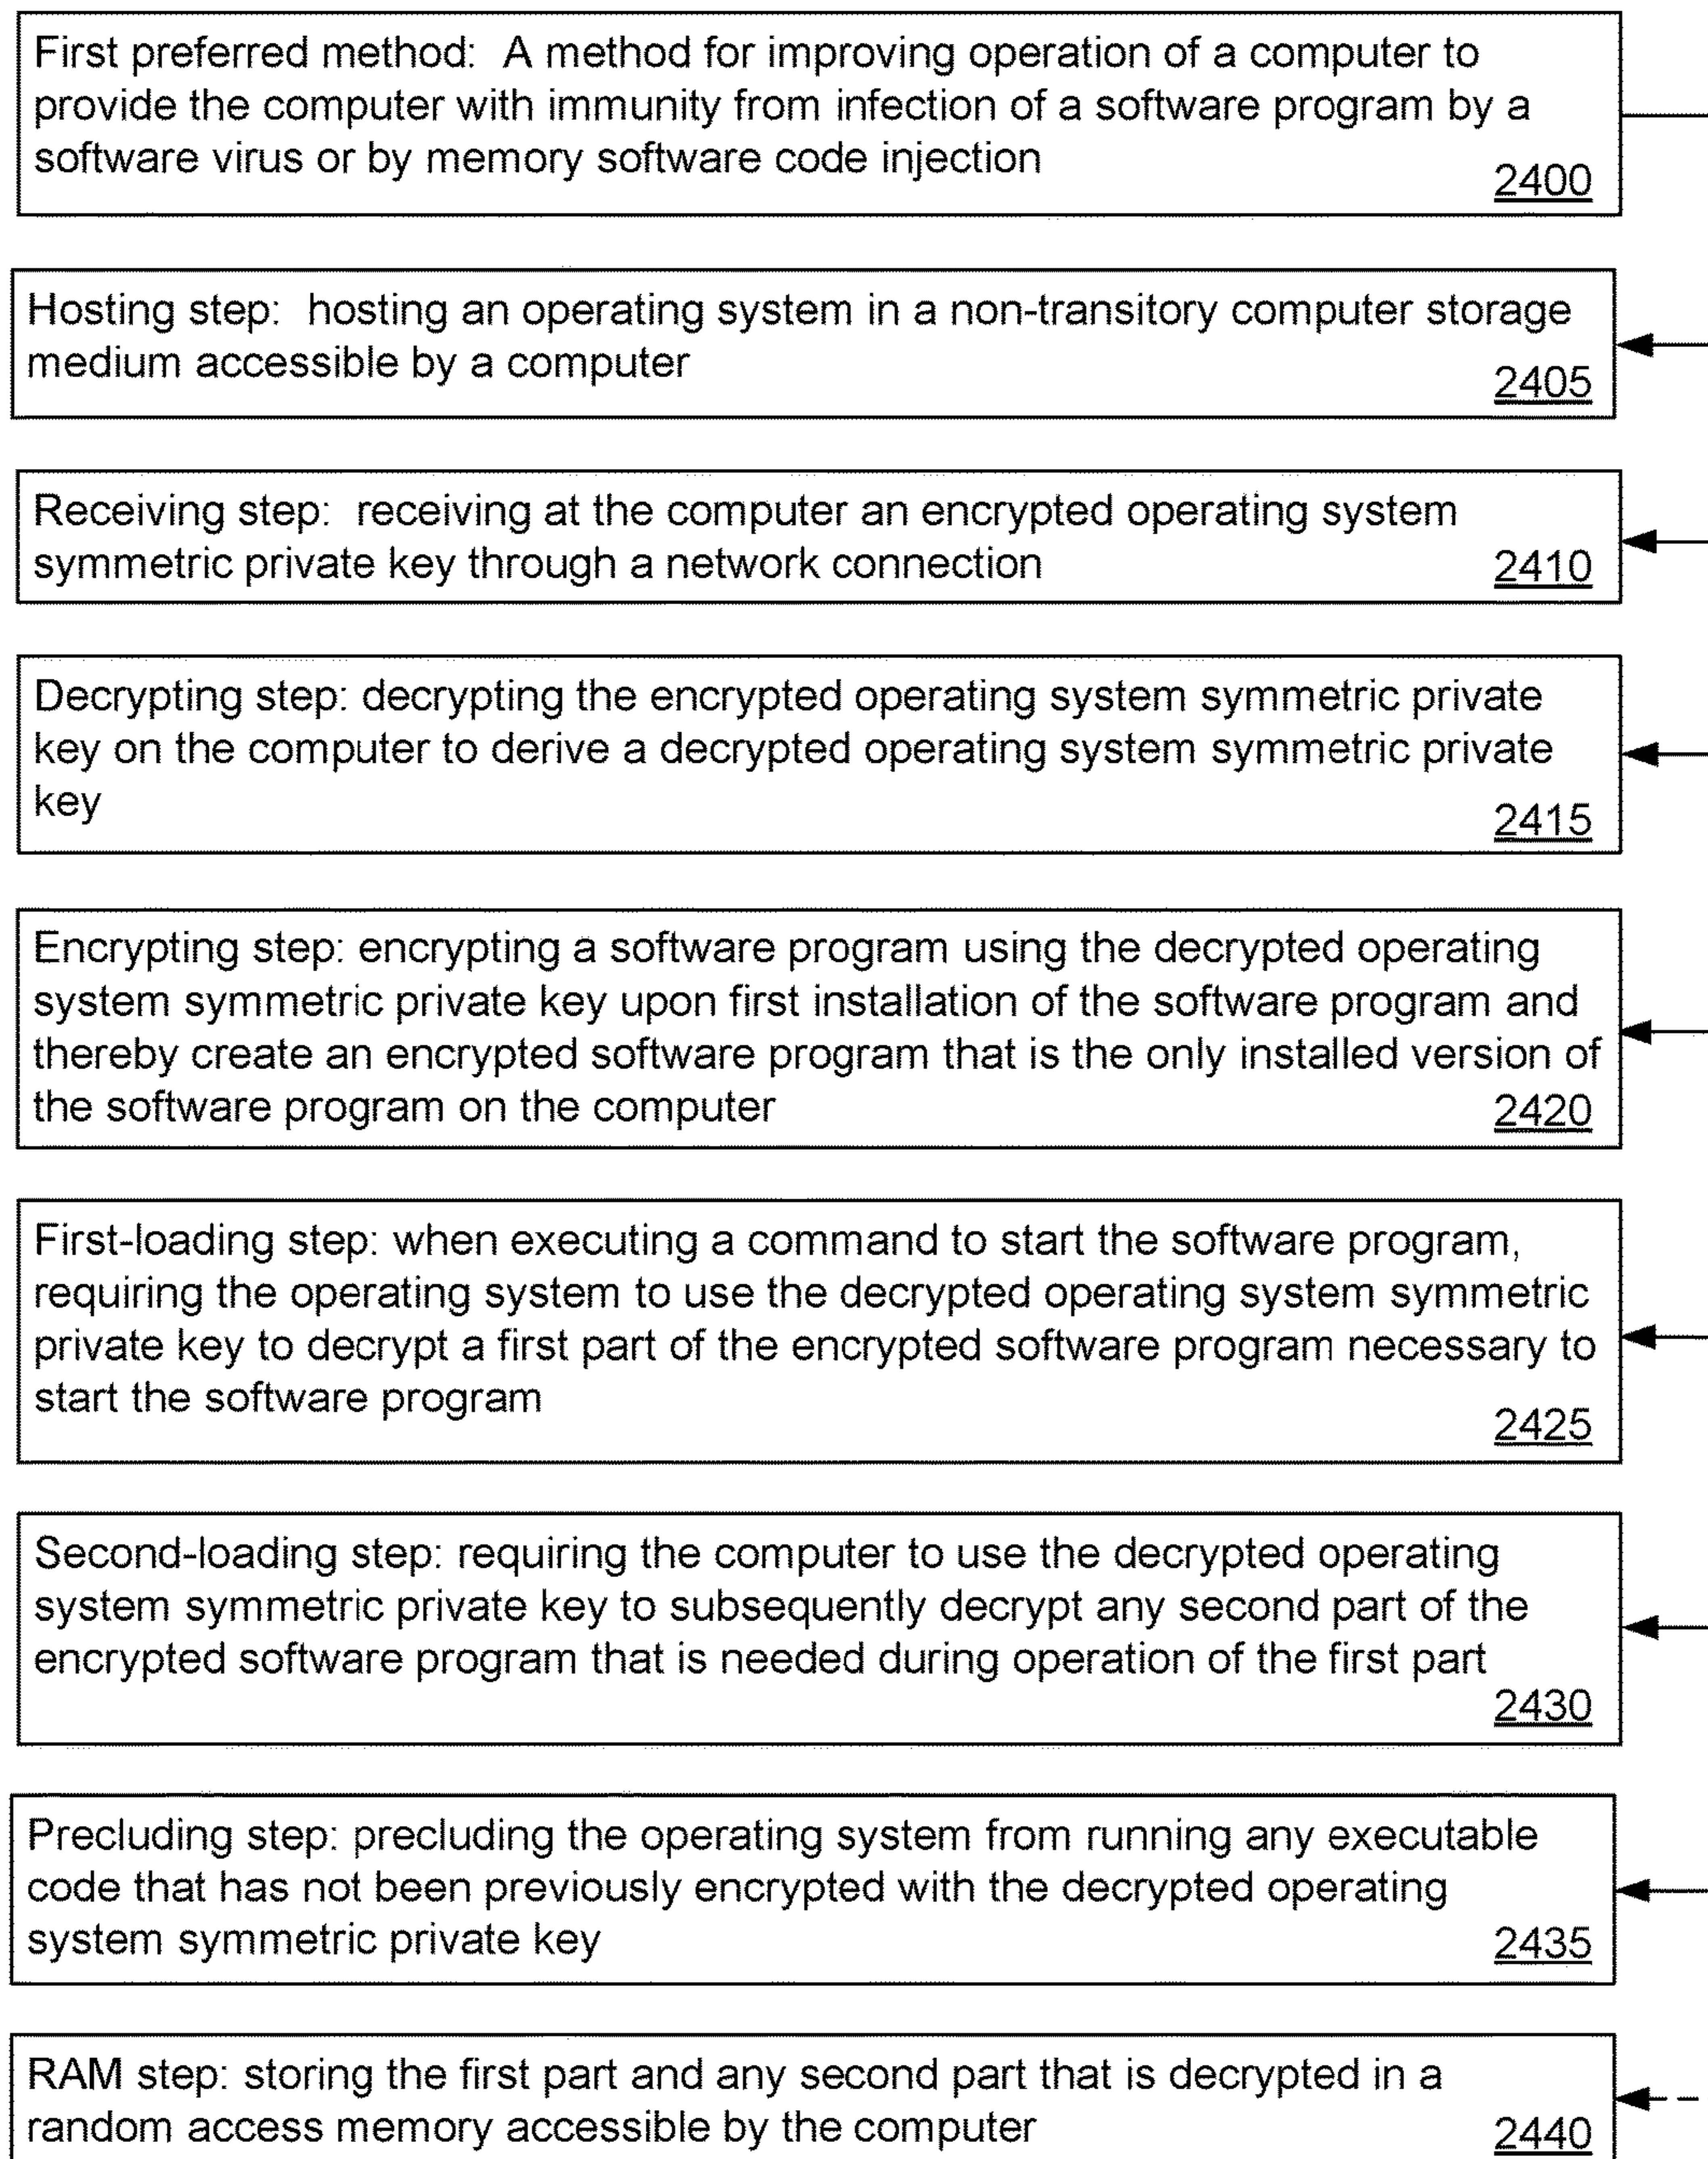 First preferred method:  A method for improving operation of a computer to
provide the computer with immunity from infection of a software program by a
software virus or by memory software code injection
2400
Hosting step:  hosting an operating system in a non-transitory computer storage
medium accessible by a computer
2405
Receiving step:  receiving at the computer an encrypted operating system
symmetric private key through a network connection
2410
Decrypting step: decrypting the encrypted operating system symmetric private
key on the computer to derive a decrypted operating system symmetric private
key
2415
Encrypting step: encrypting a software program using the decrypted operating
system symmetric private key upon first installation of the software program and
thereby create an encrypted software program that is the only installed version of
the software program on the computer
2420
First-loading step: when executing a command to start the software program,
requiring the operating system to use the decrypted operating system symmetric
private key to decrypt a first part of the encrypted software program necessary to
start the software program
2425
Second-loading step: requiring the computer to use the decrypted operating
system symmetric private key to subsequently decrypt any second part of the
encrypted software program that is needed during operation of the first part
2430
Precluding step: precluding the operating system from running any executable
code that has not been previously encrypted with the decrypted operating
system symmetric private key
2435
RAM step: storing the first part and any second part that is decrypted in a
random access memory accessible by the computer
2440